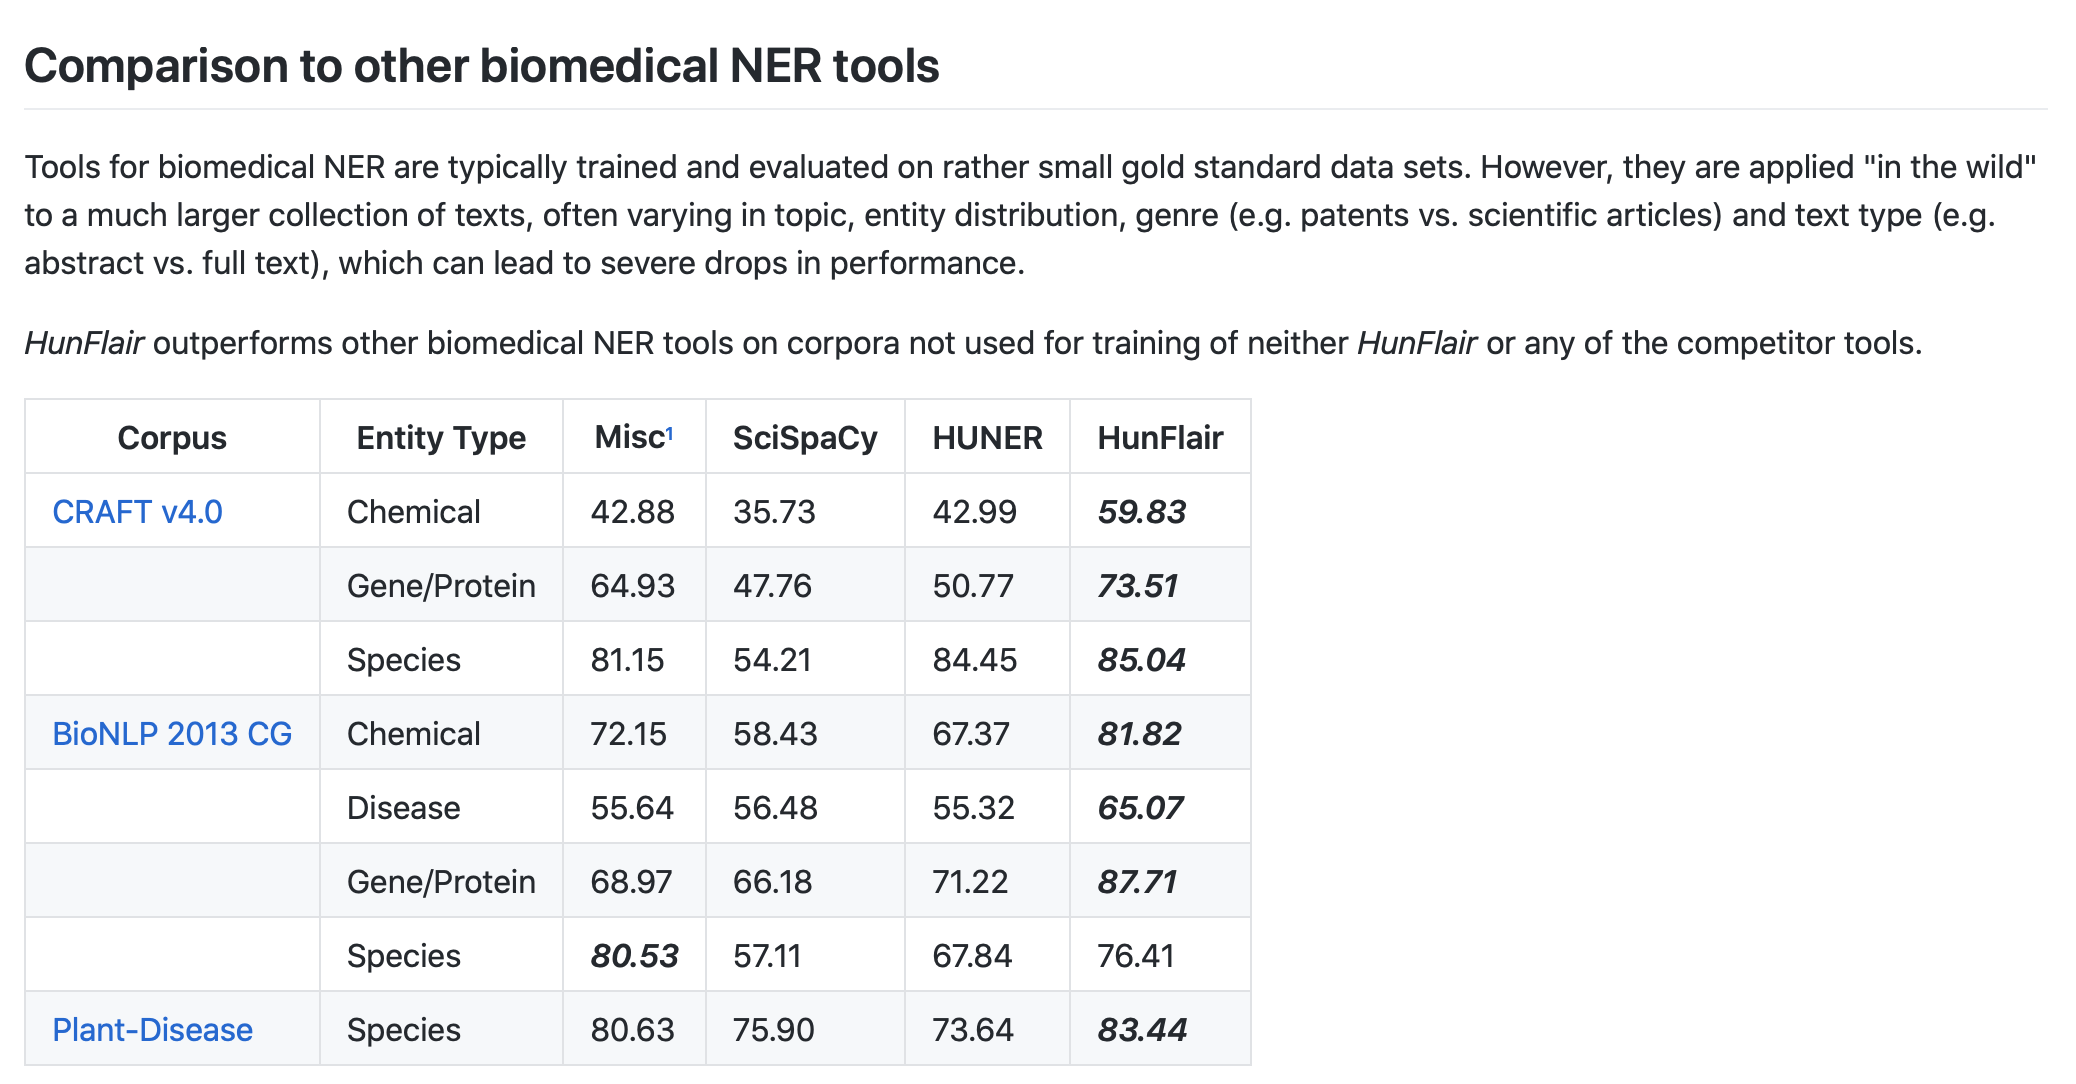 Comparison to other biomedical NER tools
Tools for biomedical NER are typically trained and evaluated on rather small gold standard data sets. However, they are applied "in the wild"
to a much larger collection of texts, often varying in topic, entity distribution, genre (e.g. patents vs. scientific articles) and text type (e.g.
abstract vs. full text), which can lead to severe drops in performance.
HunFlair outperforms other biomedical NER tools on corpora not used for training of neither HunFlair or any of the competitor tools.
Corpus Entity Type Misc1 SciSpaCy HUNER HunFlair
CRAFT v4.0 Chemical 42.88 35.73 42.99 59.83
Gene/Protein 64.93 47.76 50.77 73.51
Species 81.15 54.21 84.45 85.04
BioNLP 2013 CG Chemical 72.15 58.43 67.37 81.82
Disease 55.64 56.48 55.32 65.07
Gene/Protein 68.97 66.18 71.22 87.71
Species 80.53 57.11 67.84 76.41
Plant-Disease Species 80.63 75.90 73.64 83.44